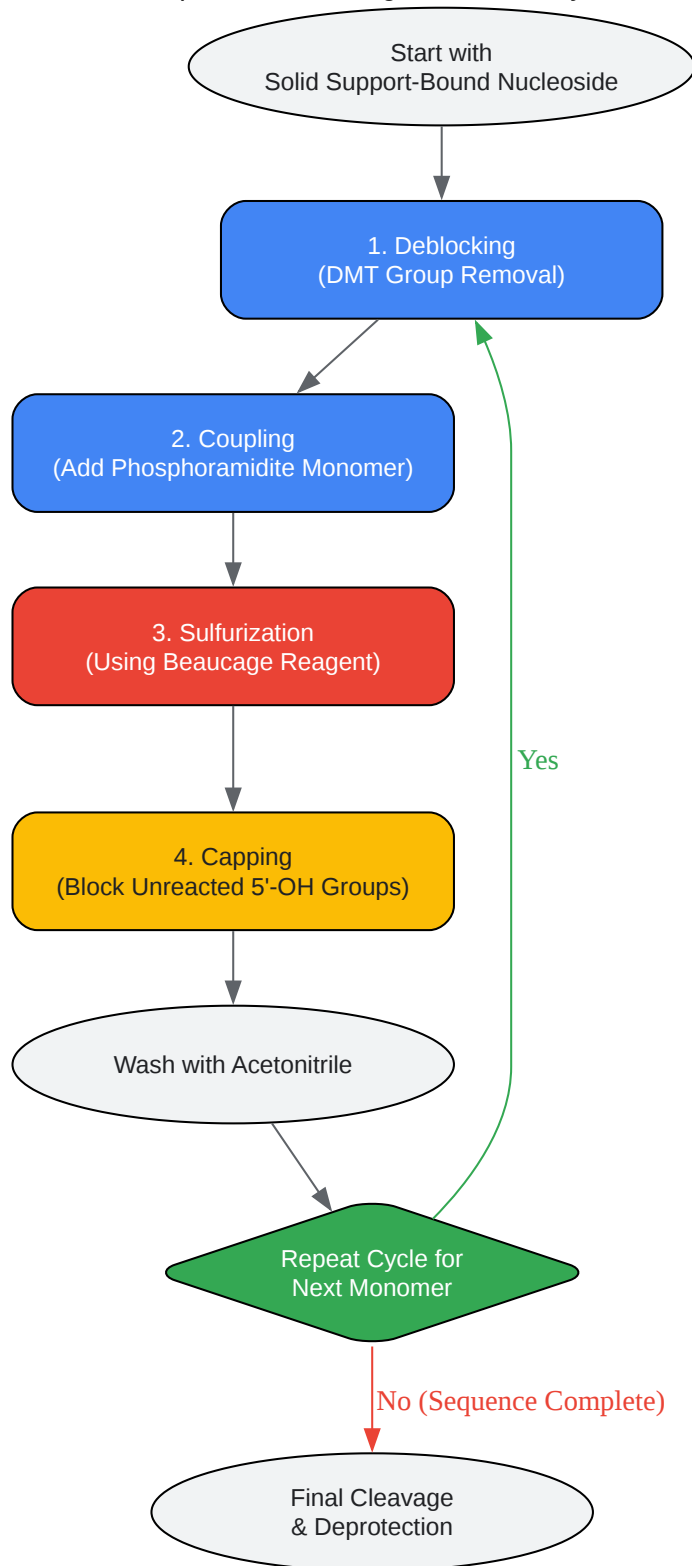 Start with
Solid Support-Bound Nucleoside
1. Deblocking
(DMT Group Removal)
2. Coupling
(Add Phosphoramidite Monomer)
3. Sulfurization
(Using Beaucage Reagent)
Yes
4. Capping
(Block Unreacted 5'-OH Groups)
Wash with Acetonitrile
Repeat Cycle for
Next Monomer
No (Sequence Complete)
Final Cleavage
& Deprotection